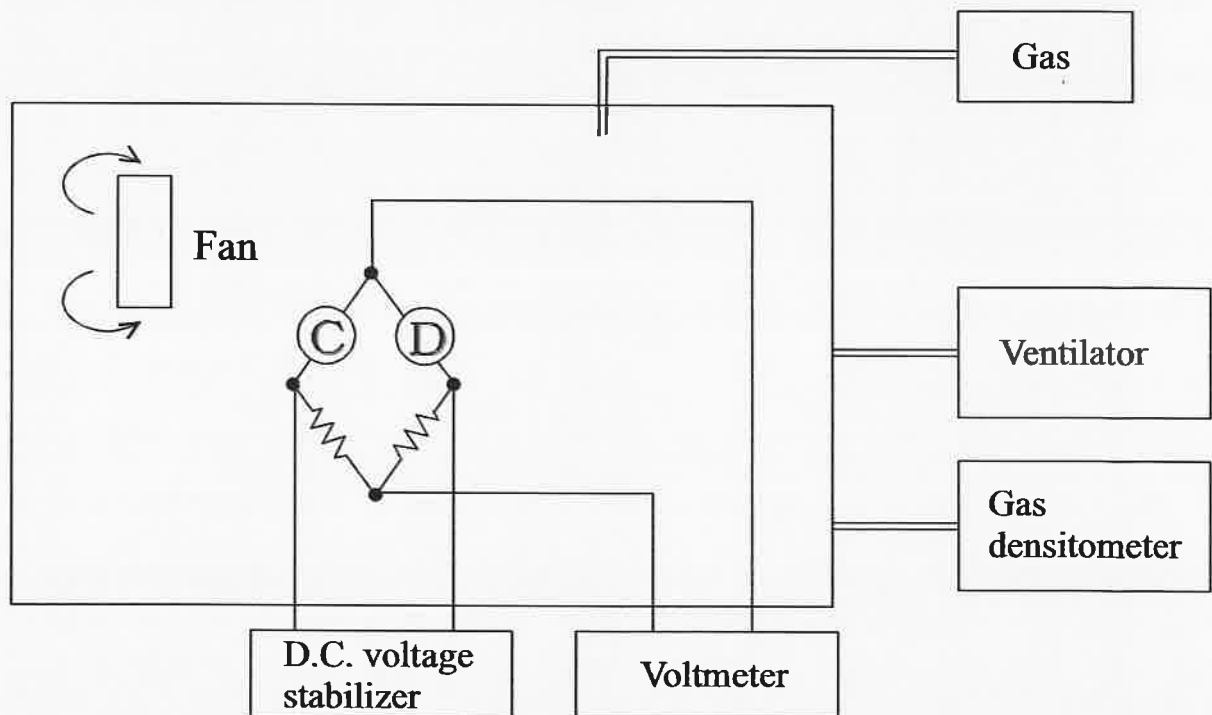 Gas
Fan
C D
Ventilator
Gas
densitometer
D.C. voltage
stabilizer
Voltmeter